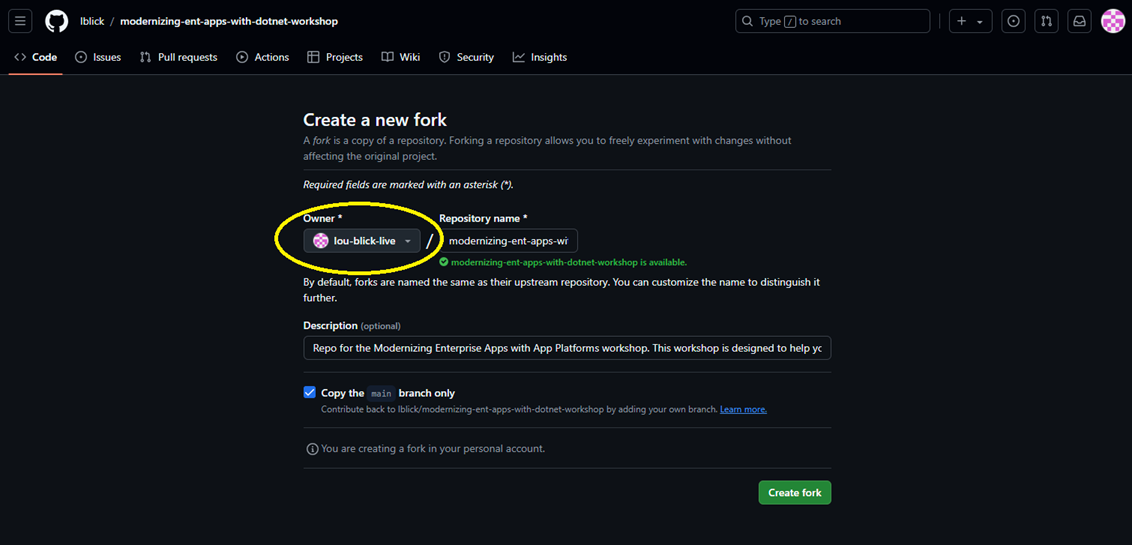 lblick / modernizing-ent-apps-with-dotnet-workshop
Type / to search
Code Issues Pull requests Actions Projects Wiki Security Insights
Create a new fork
A fork is a copy of a repository. Forking a repository allows you to freely experiment with changes without
affecting the original project.
Required fields are marked with an asterisk (*).
Owner * Repository name *
lou-blick-live / modernizing-ent-apps-wi
modernizing-ent-apps-with-dotnet-workshop is available.
By default, forks are named the same as their upstream repository. You can customize the name to distinguish it
further.
Description (optional)
Repo for the Modernizing Enterprise Apps with App Platforms workshop. This workshop is designed to help yo
Copy the main branch only
Contribute back to lblick/modernizing-ent-apps-with-dotnet-workshop by adding your own branch. Learn more.
You are creating a fork in your personal account.
Create fork